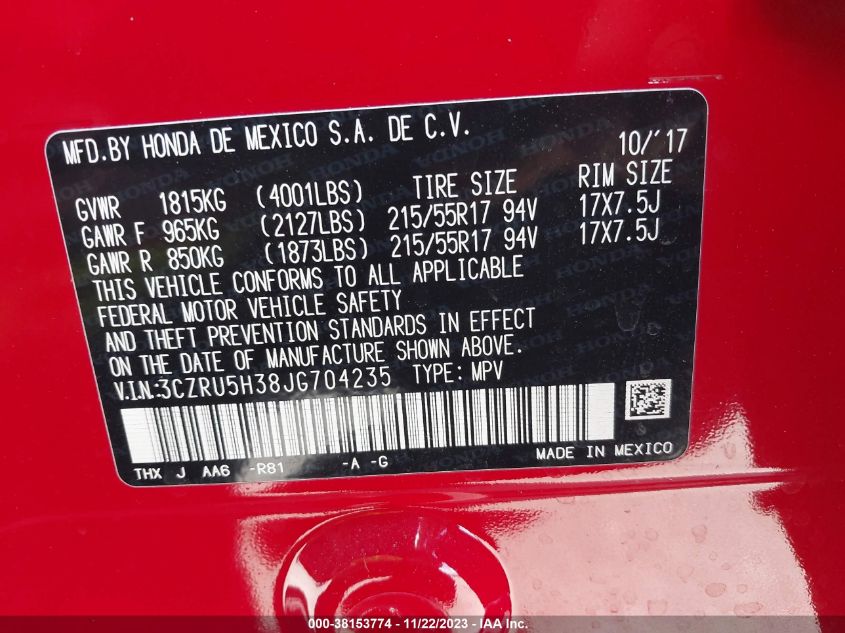 MFD.BY HONDA DE MEXICO S.A. DE C.V. 10/'17
GVWR 1815KG (4001LBS) TIRE SIZE RIM SIZE
GAWR F 965KG (2127LBS) 215/55R17 94V 17X7.5J
GAWR R 850KG (1873LBS) 215/55R17 94V 17X7.5J
THIS VEHICLE CONFORMS TO ALL APPLICABLE
FEDERAL MOTOR VEHICLE SAFETY
AND THEFT PREVENTION STANDARDS IN EFFECT
ON THE DATE OF MANUFACTURE SHOWN ABOVE.
V.I.N.:3CZRU5H38JG704235 TYPE: MPV
THX J AA6 -R81 -A -G MADE IN MEXICO
000-38153774 - 11/22/2023 - IAA Inc.